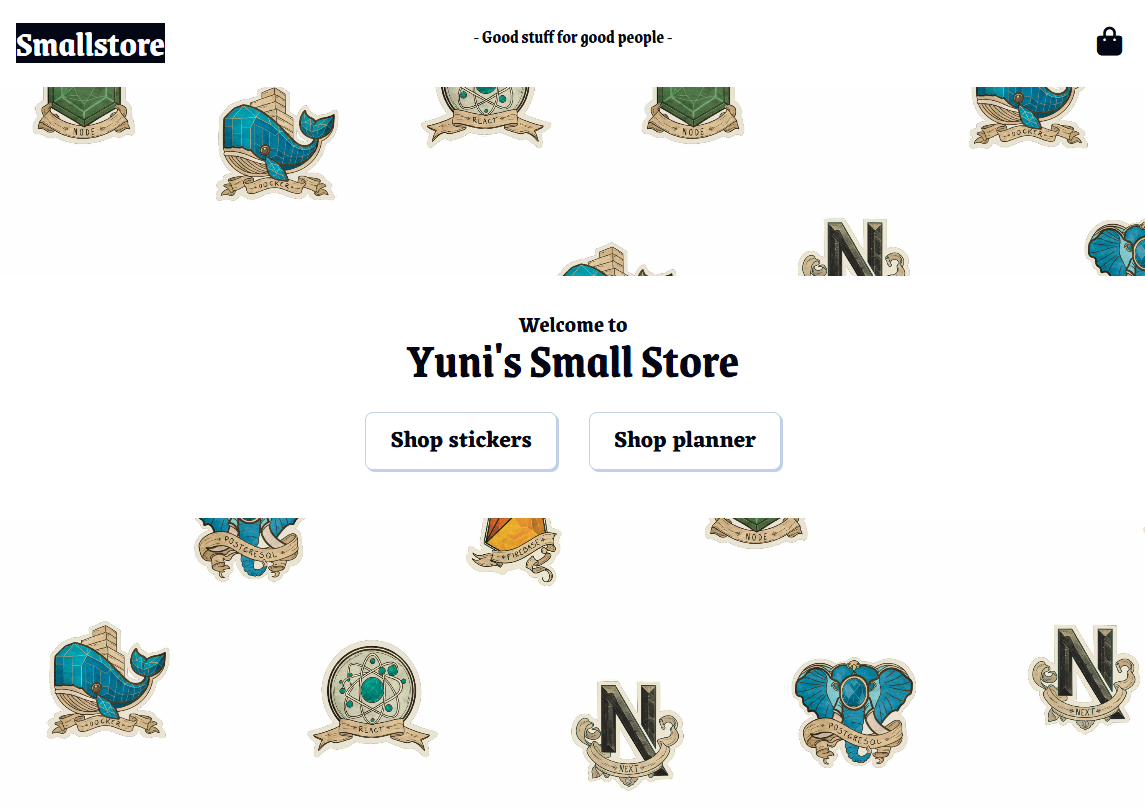 Smallstore
- Good stuff for good people -
NODE
DOCKER
REACT
NODE
DOCKER
Welcome to
Yuni's Small Store
Shop stickers
Shop planner
POSTGRESQL
FIREBASE
NODE
DOCKER
REACT
N
NEXT
POSTGRESQL
N
NEXT